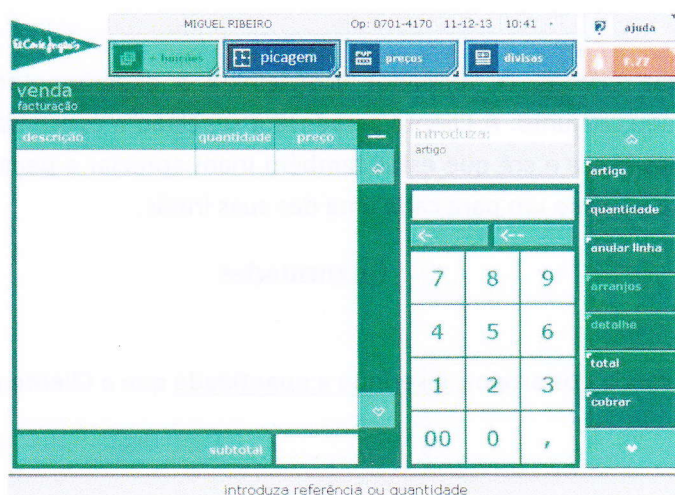 MIGUEL RIBEIRO Op: 0701-4170 11-12-13 10:41
ajuda
El Corte Inglés
+ funções picagem PVP preços divisas
venda
facturação
descrição quantidade preço
introduza:
artigo
artigo
quantidade
<- <--
anular linha
7 8 9
arranjos
4 5 6
detalhe
total
1 2 3
cobrar
subtotal
00 0 ,
introduza referência ou quantidade